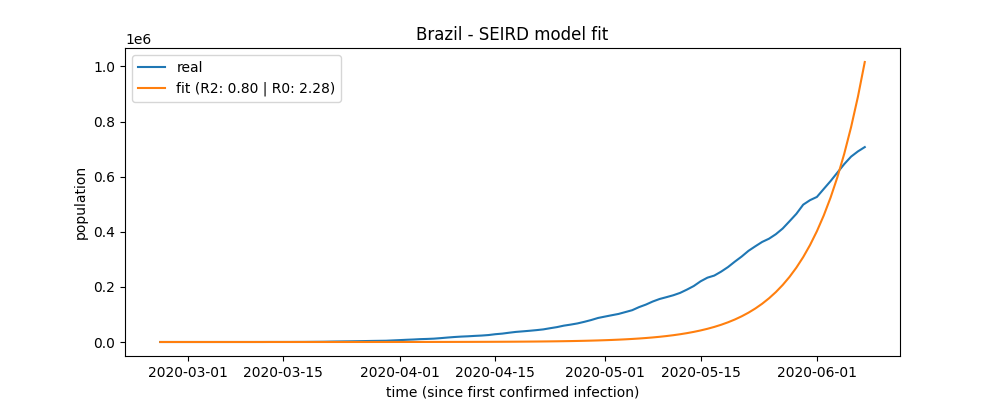 Brazil - SEIRD model fit
1e6
real
fit (R2: 0.80 | R0: 2.28)
1.0
0.8
0.6
0.4
0.2
0.0
population
2020-03-01 2020-03-15 2020-04-01 2020-04-15 2020-05-01 2020-05-15 2020-06-01
time (since first confirmed infection)